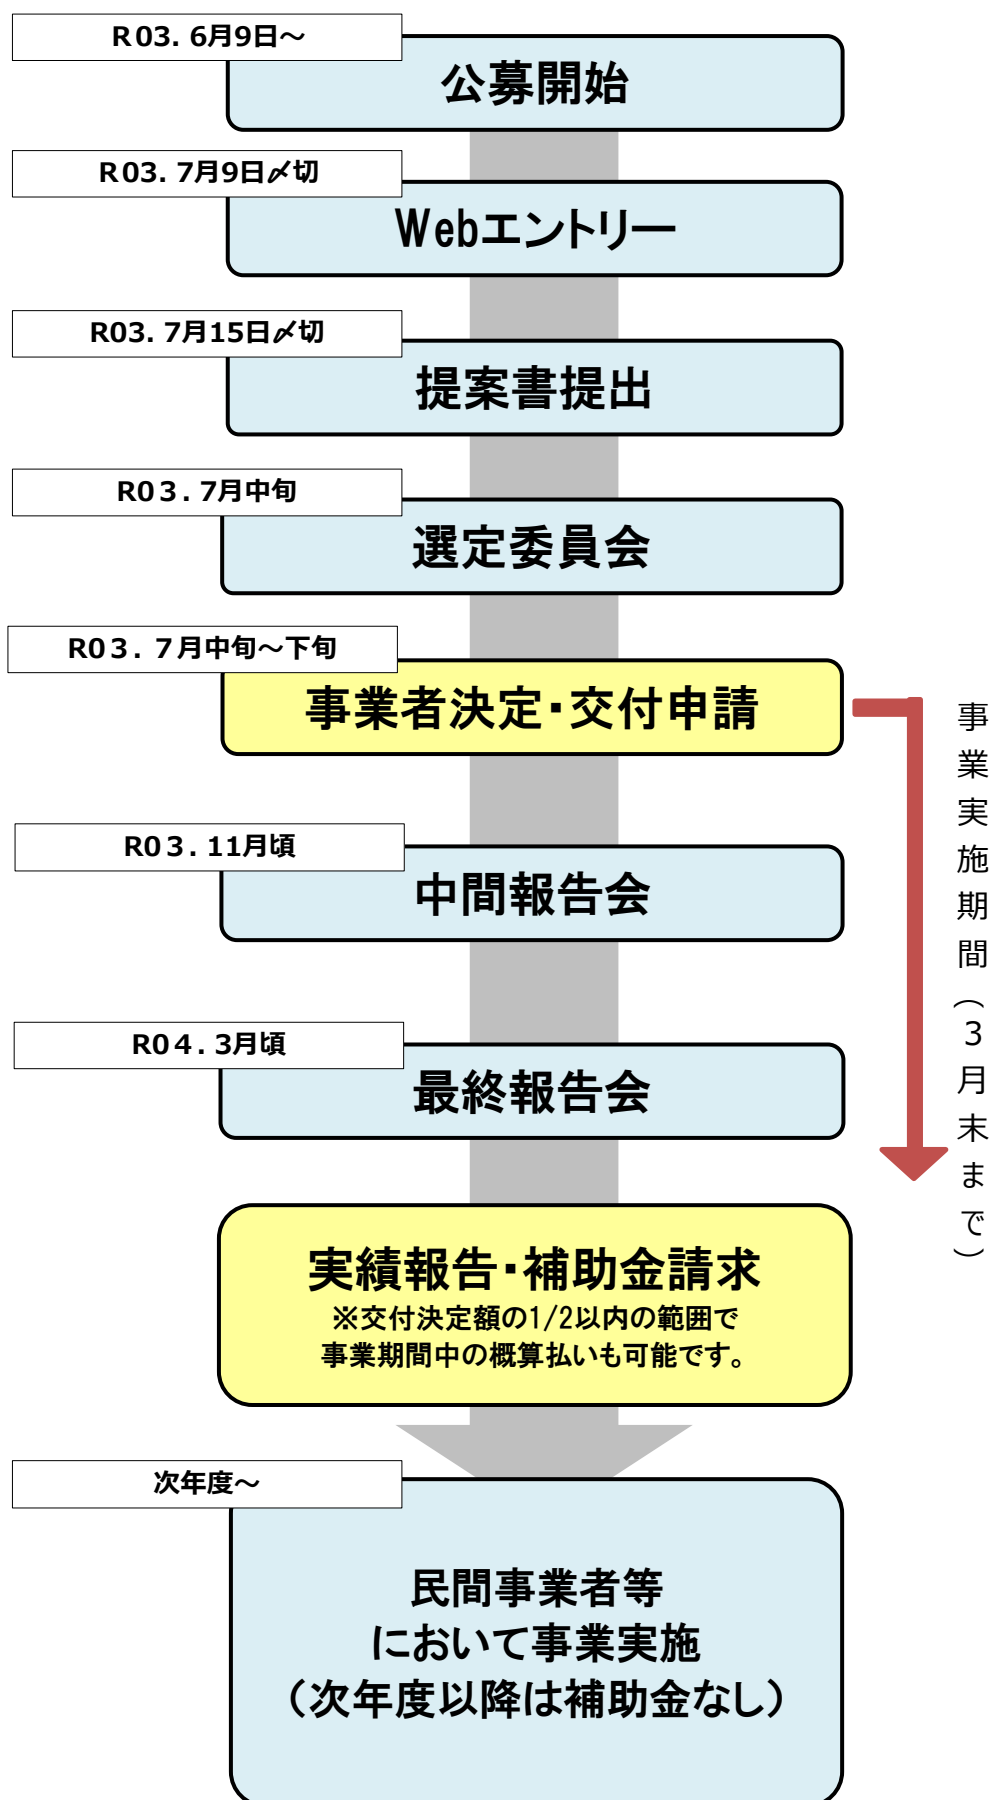 R03. 6月9日～
公募開始
R03. 7月9日〆切
Webエントリー
R03. 7月15日〆切
提案書提出
R03. 7月中旬
選定委員会
R03. 7月中旬～下旬
事業者決定・交付申請
R03. 11月頃
中間報告会
R04. 3月頃
最終報告会
事業実施期間（3月末まで）
実績報告・補助金請求
※交付決定額の1/2以内の範囲で
事業期間中の概算払いも可能です。
次年度～
民間事業者等
において事業実施
（次年度以降は補助金なし）